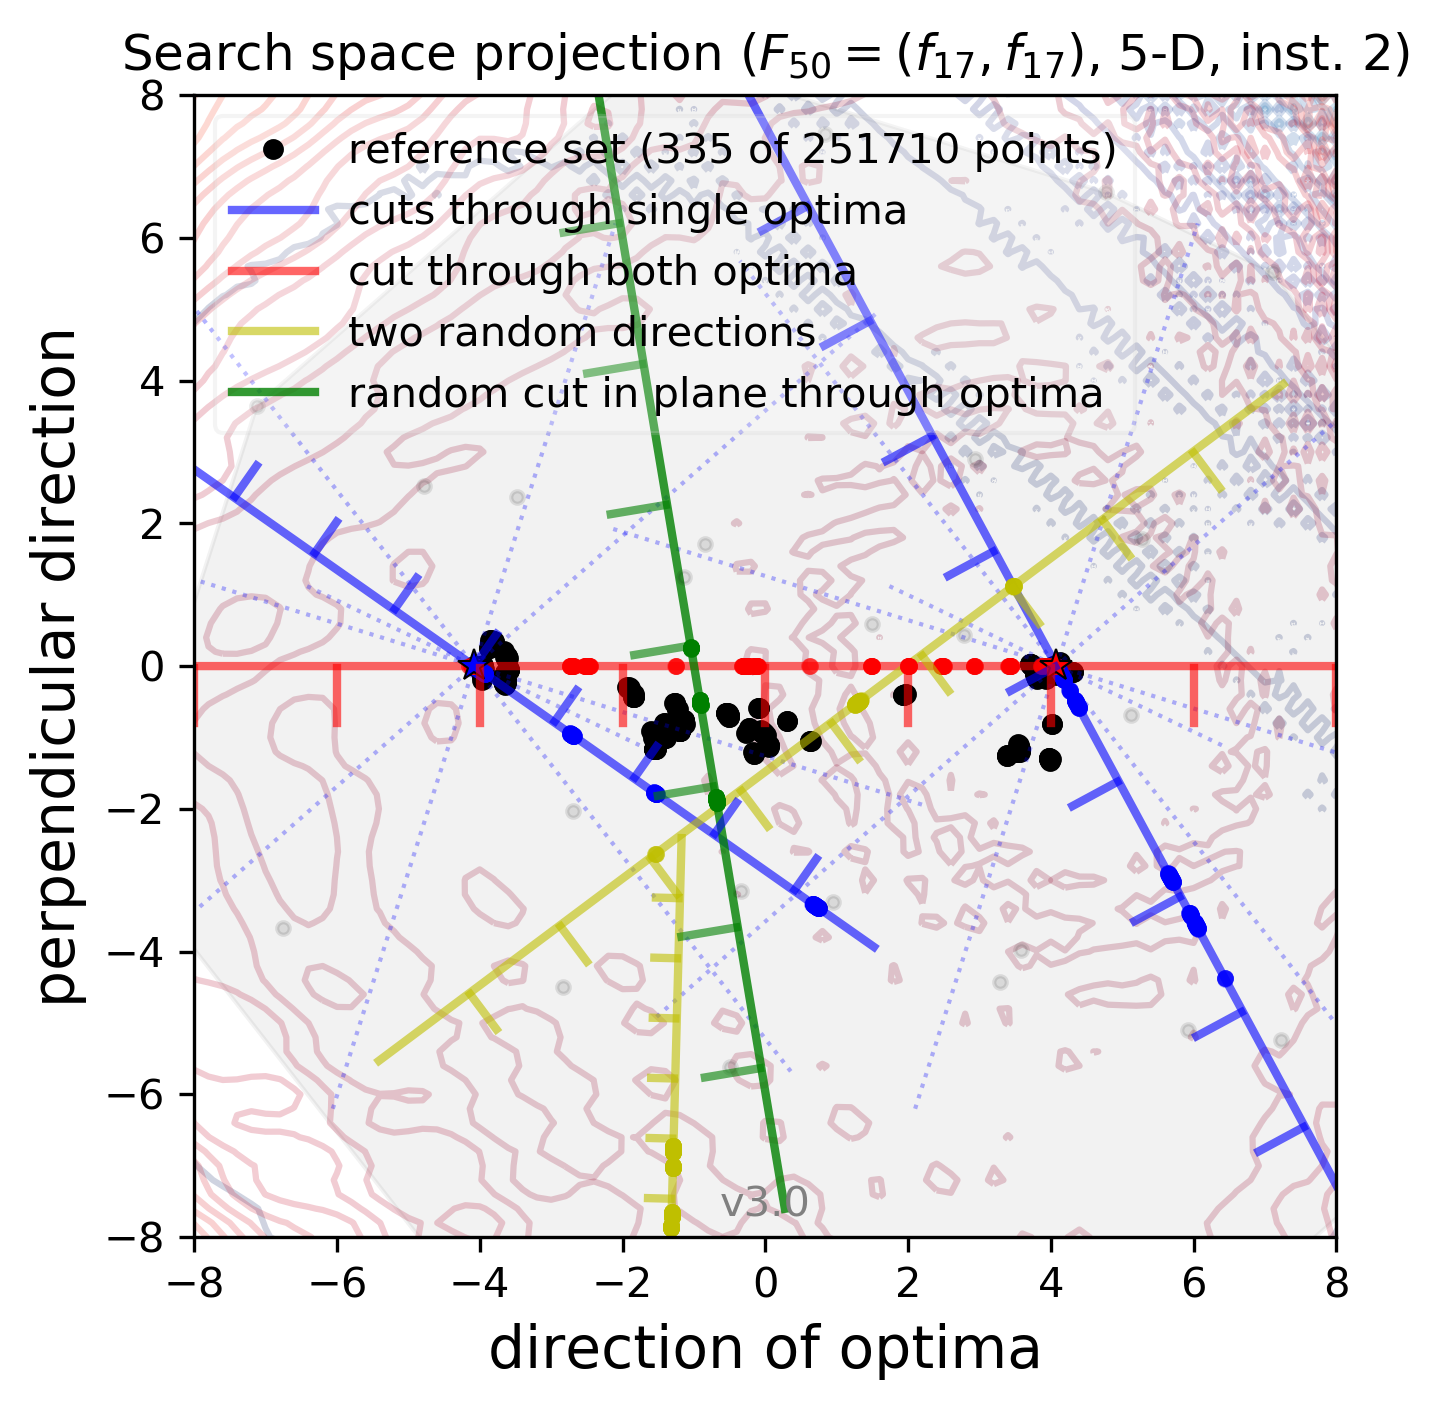 Search space projection (F₅₀ = (f₁₇, f₁₇), 5-D, inst. 2)
reference set (335 of 251710 points)
cuts through single optima
cut through both optima
two random directions
random cut in plane through optima
8
6
4
2
0
−2
−4
−6
−8
perpendicular direction
v3.0
−8 −6 −4 −2 0 2 4 6 8
direction of optima